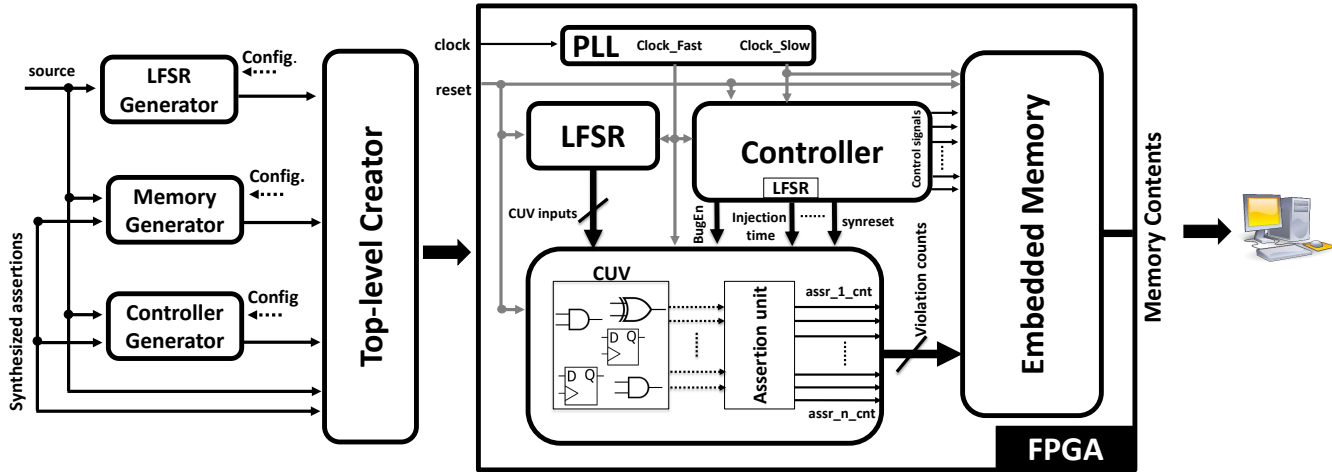 source
Config.
LFSR
Generator
Config.
Memory
Generator
Config
Controller
Generator
Synthesized assertions
Top-level Creator
clock
reset
PLL
Clock_Fast
Clock_Slow
LFSR
Controller
LFSR
Control signals
CUV inputs
BugEn
Injection
time
synreset
CUV
D Q
D Q
Assertion unit
assr_1_cnt
assr_n_cnt
Violation counts
Embedded Memory
FPGA
Memory Contents